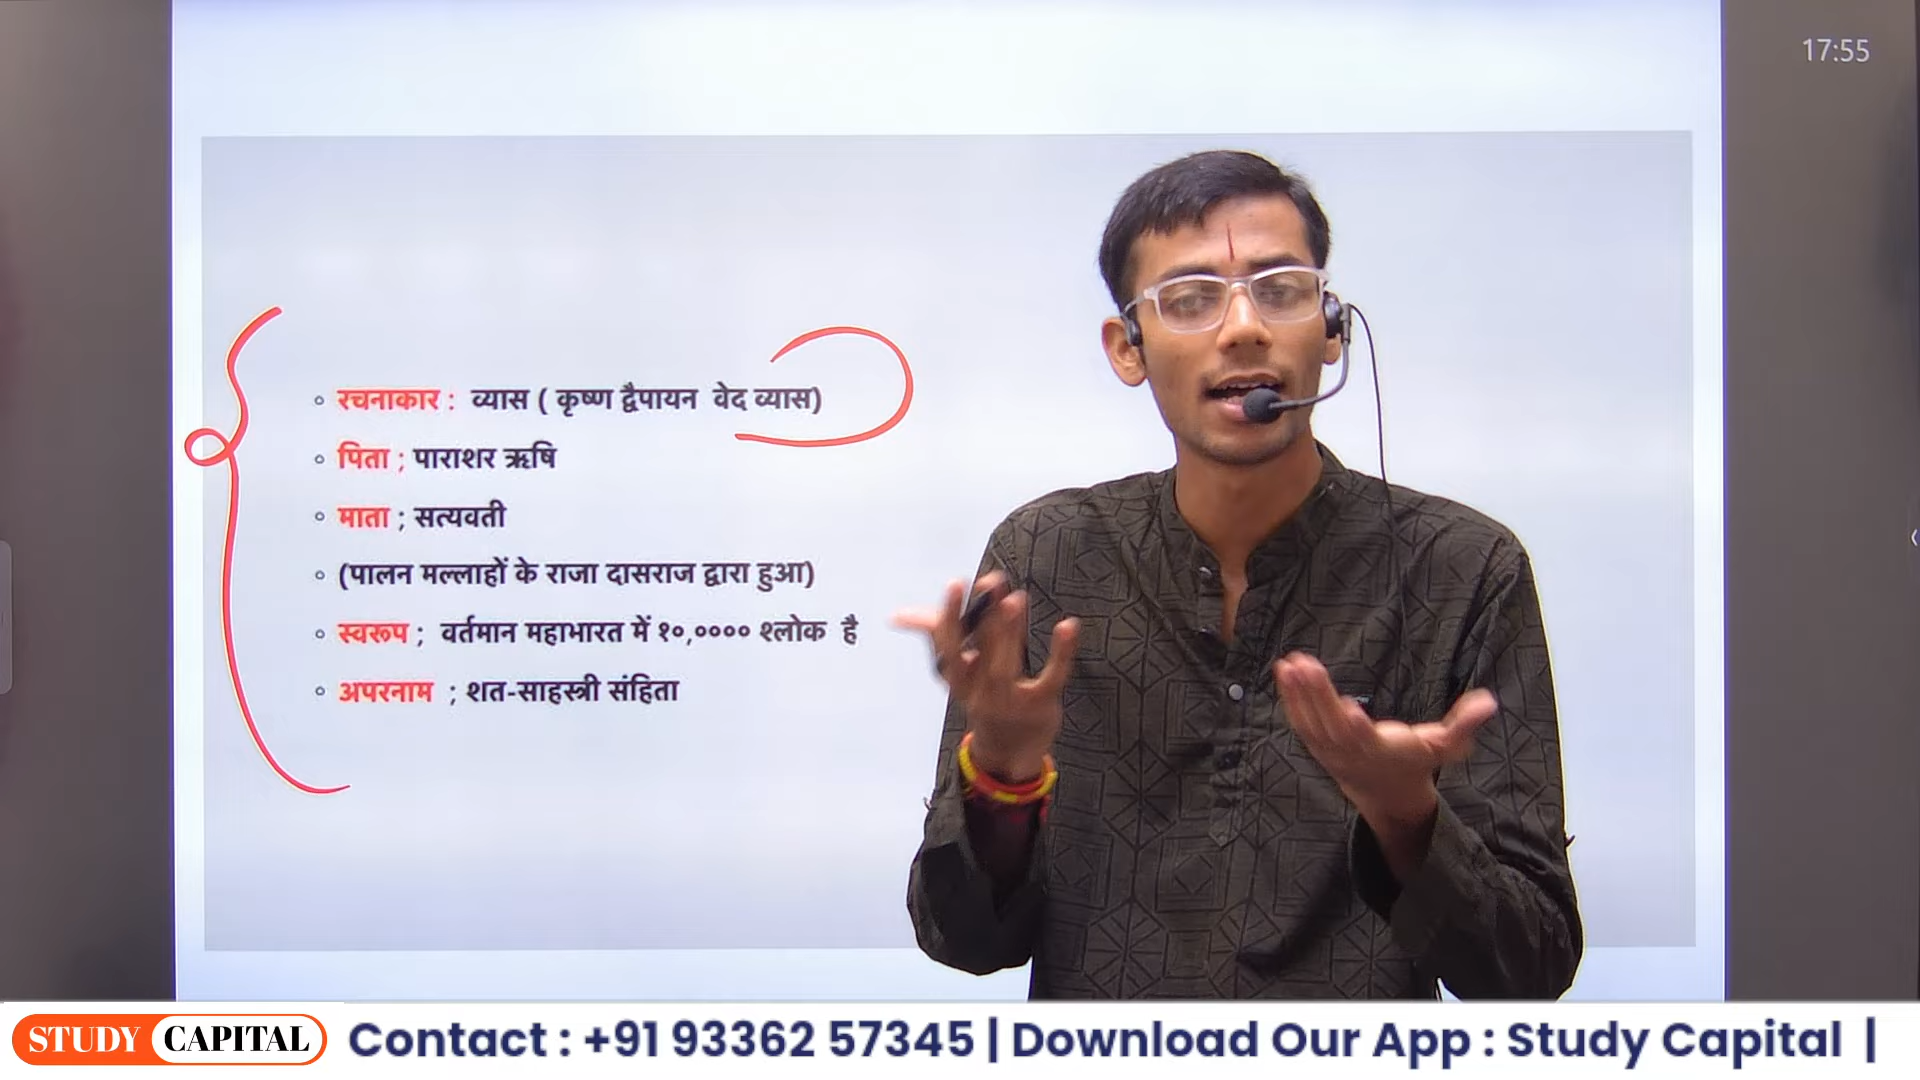 17:55
रचनाकार : व्यास ( कृष्ण द्वैपायन वेद व्यास)
पिता ; पाराशर ऋषि
माता ; सत्यवती
(पालन मल्लाहों के राजा दासराज द्वारा हुआ)
स्वरूप ; वर्तमान महाभारत में १०,०००० श्लोक है
अपरनाम ; शत-साहस्त्री संहिता
STUDY CAPITAL Contact : +91 93362 57345 | Download Our App : Study Capital |